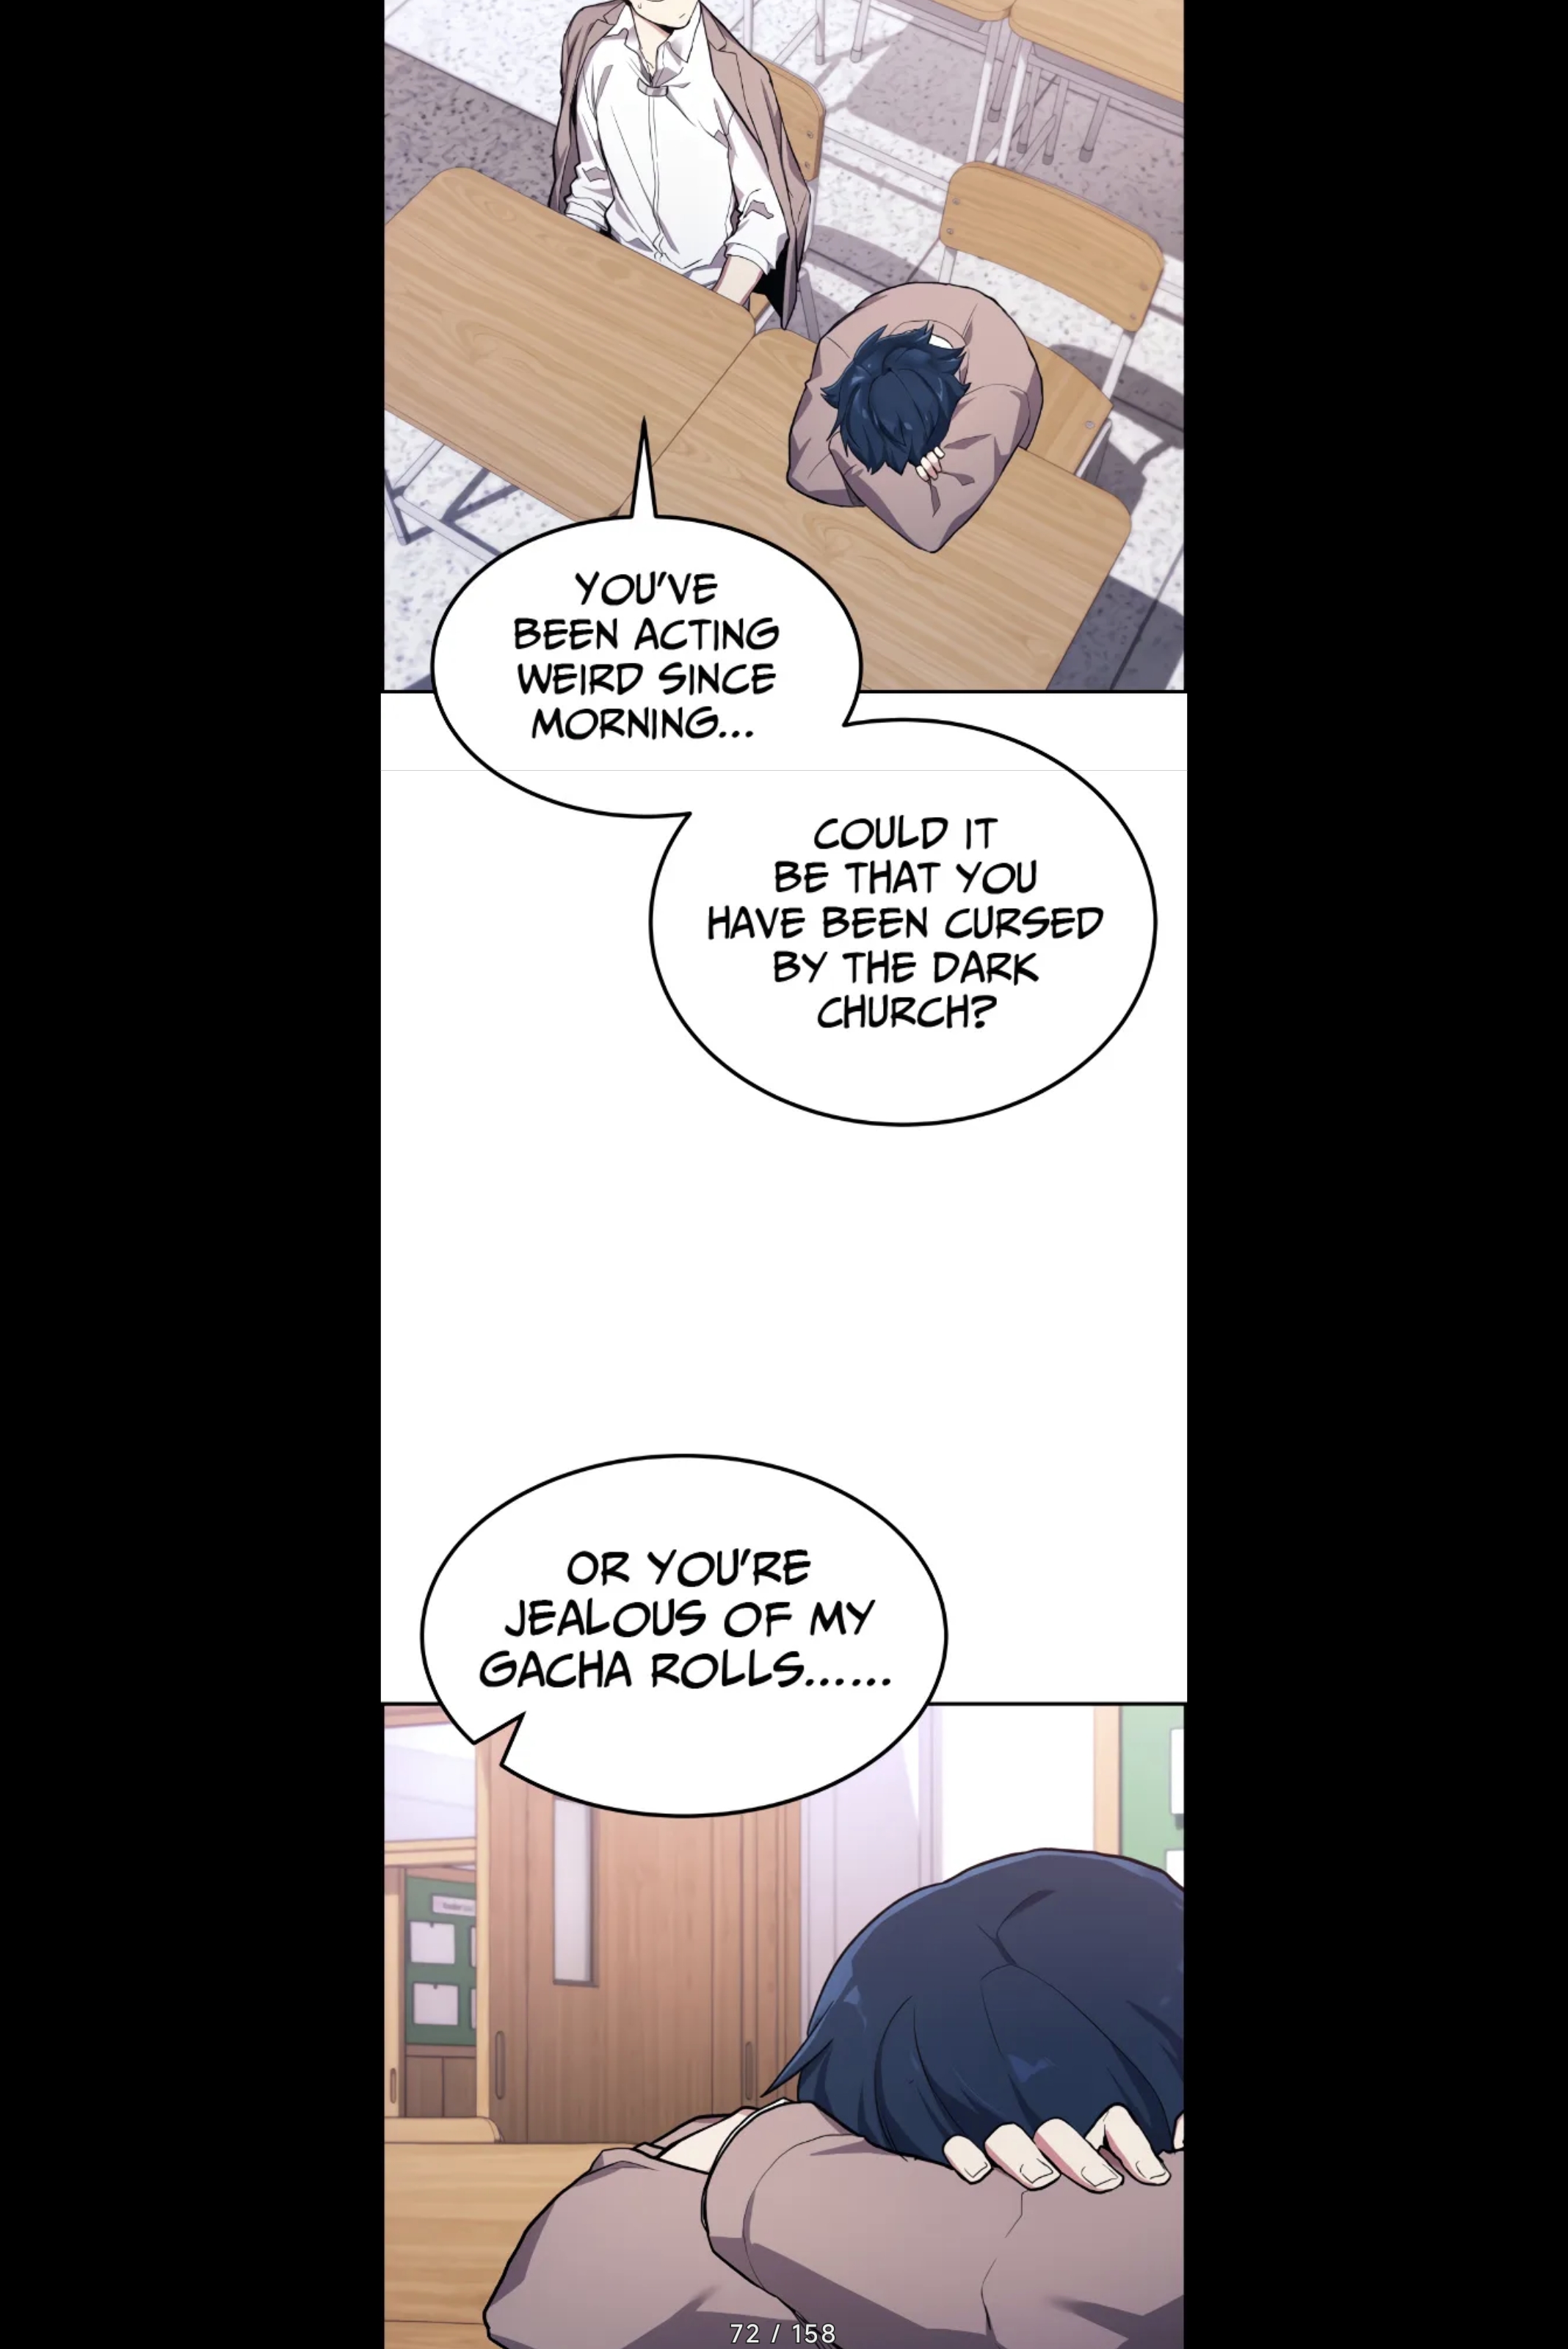 YOU'VE
BEEN ACTING
WEIRD SINCE
MORNING...
COULD IT
BE THAT YOU
HAVE BEEN CURSED
BY THE DARK
CHURCH?
OR YOU'RE
JEALOUS OF MY
GACHA ROLLS......
72 / 158